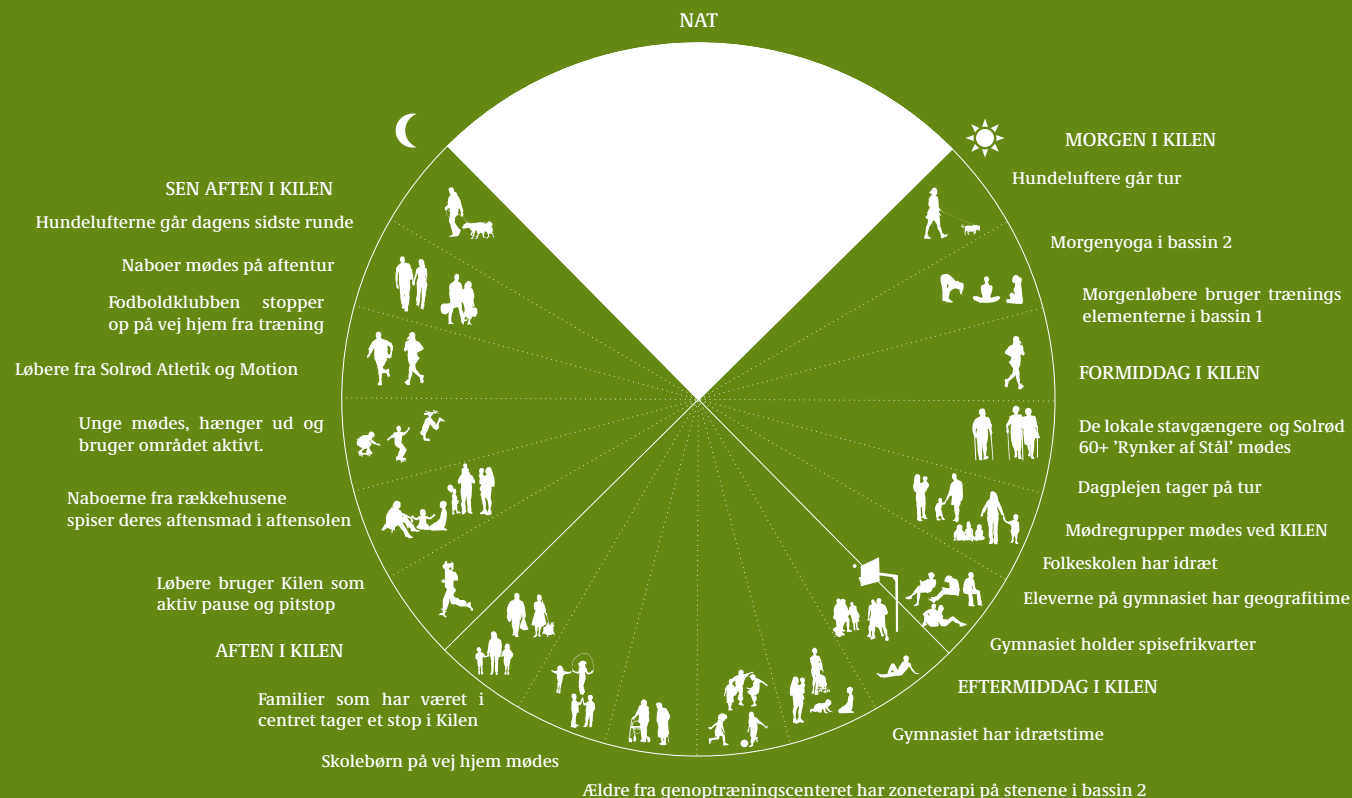 NAT
MORGEN I KILEN
Hundeluftere går tur
Morgenyoga i bassin 2
Morgenløbere bruger trænings
elementerne i bassin 1
FORMIDDAG I KILEN
De lokale stavgængere og Solrød
60+ ’Rynker af Stål’ mødes
Dagplejen tager på tur
Mødregrupper mødes ved KILEN
Folkeskolen har idræt
Eleverne på gymnasiet har geografitime
Gymnasiet holder spisefrikvarter
EFTERMIDDAG I KILEN
Gymnasiet har idrætstime
Ældre fra genoptræningscenteret har zoneterapi på stenene i bassin 2
Skolebørn på vej hjem mødes
Familier som har været i
centret tager et stop i Kilen
AFTEN I KILEN
Løbere bruger Kilen som
aktiv pause og pitstop
Naboerne fra rækkehusene
spiser deres aftensmad i aftensolen
Unge mødes, hænger ud og
bruger området aktivt.
Løbere fra Solrød Atletik og Motion
Fodboldklubben stopper
op på vej hjem fra træning
Naboer mødes på aftentur
Hundelufterne går dagens sidste runde
SEN AFTEN I KILEN